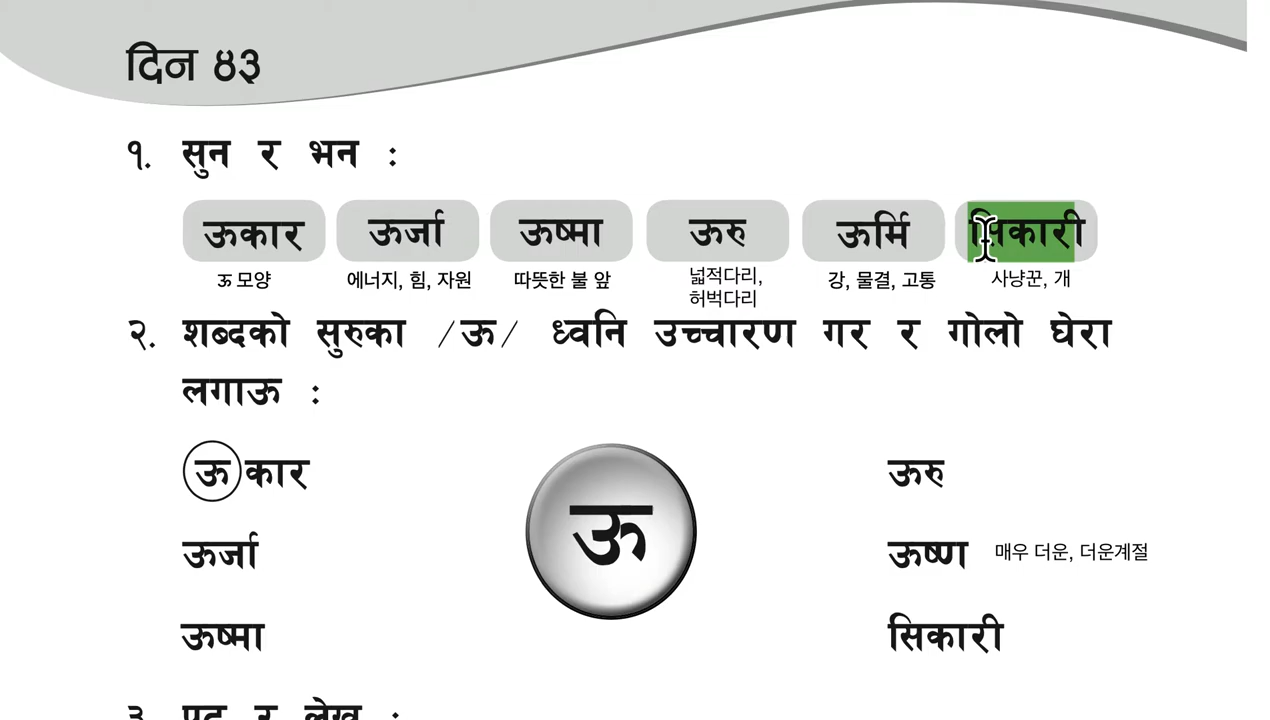 दिन ४३
१. सुन र भन :
ऊकार ऊर्जा ऊष्मा ऊरु ऊर्मि सिकारी
ऊ 모양 에너지, 힘, 자원 따뜻한 불 앞 넓적다리, 강, 물결, 고통 사냥꾼, 개
허벅다리
२. शब्दको सुरुका /ऊ/ ध्वनि उच्चारण गर र गोलो घेरा
लगाऊ :
ऊकार ऊरु
ऊ
ऊर्जा ऊष्ण 매우 더운, 더운계절
ऊष्मा सिकारी
३. पढ र लेख :